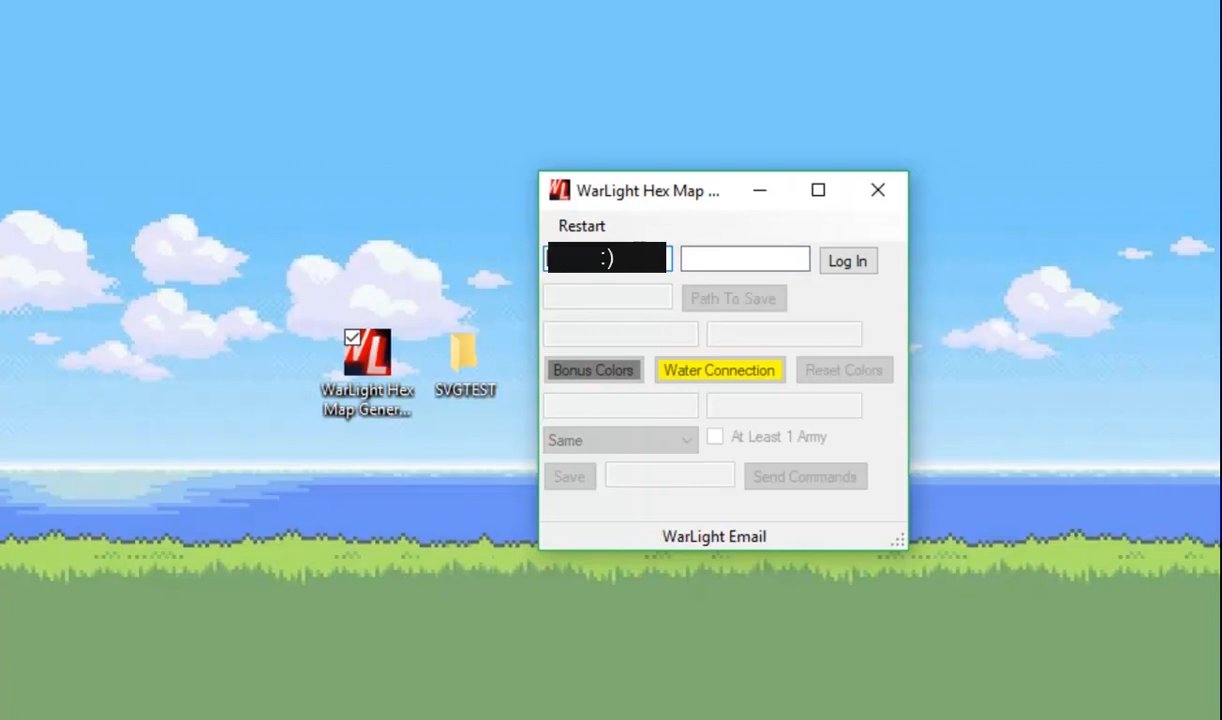 WarLight Hex Map ...
Restart
:)
Log In
Path To Save
Bonus Colors
Water Connection
Reset Colors
Same
At Least 1 Army
Save
Send Commands
WarLight Email
WL
WarLight Hex
Map Gener...
SVGTEST